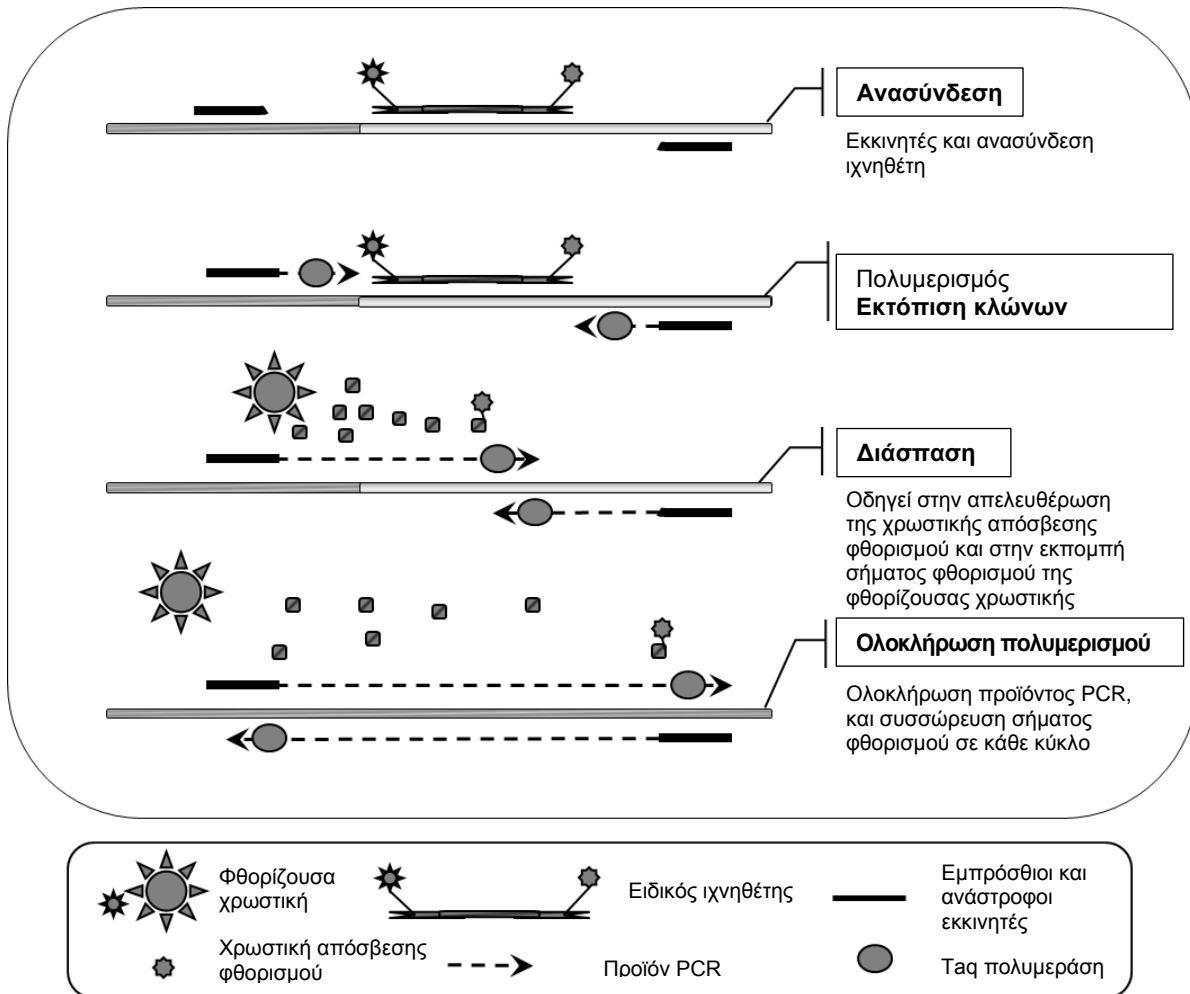 Ανασύνδεση
Εκκινητές και ανασύνδεση
ιχνηθέτη
Πολυμερισμός
Εκτόπιση κλώνων
Διάσπαση
Οδηγεί στην απελευθέρωση
της χρωστικής απόσβεσης
φθορισμού και στην εκπομπή
σήματος φθορισμού της
φθορίζουσας χρωστικής
Ολοκλήρωση πολυμερισμού
Ολοκλήρωση προϊόντος PCR,
και συσσώρευση σήματος
φθορισμού σε κάθε κύκλο
Φθορίζουσα
χρωστική
Ειδικός ιχνηθέτης
Εμπρόσθιοι και
ανάστροφοι
εκκινητές
Χρωστική απόσβεσης
φθορισμού
Προϊόν PCR
Taq πολυμεράση